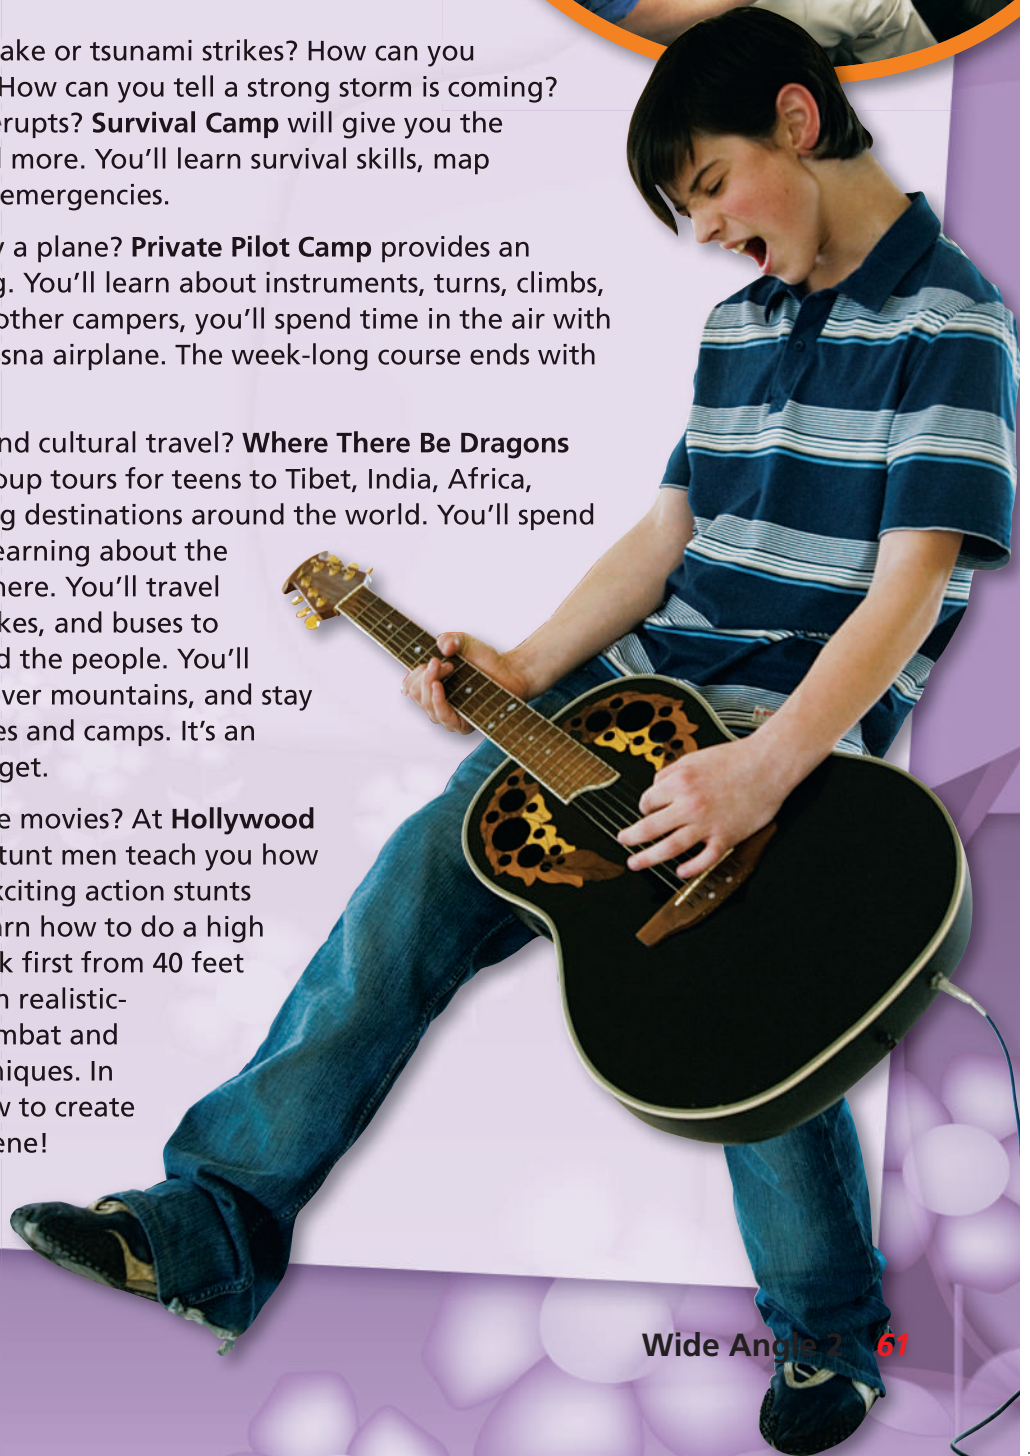 ake or tsunami strikes? How can you
How can you tell a strong storm is coming?
erupts? Survival Camp will give you the
more. You'll learn survival skills, map
emergencies.
y a plane? Private Pilot Camp provides an
g. You'll learn about instruments, turns, climbs,
other campers, you'll spend time in the air with
sna airplane. The week-long course ends with
nd cultural travel? Where There Be Dragons
oup tours for teens to Tibet, India, Africa,
g destinations around the world. You'll spend
earning about the
here. You'll travel
kes, and buses to
d the people. You'll
ver mountains, and stay
es and camps. It's an
get.
e movies? At Hollywood
tunt men teach you how
xciting action stunts
arn how to do a high
k first from 40 feet
n realistic-
mbat and
niques. In
w to create
ene!
Wide Angle 2 61